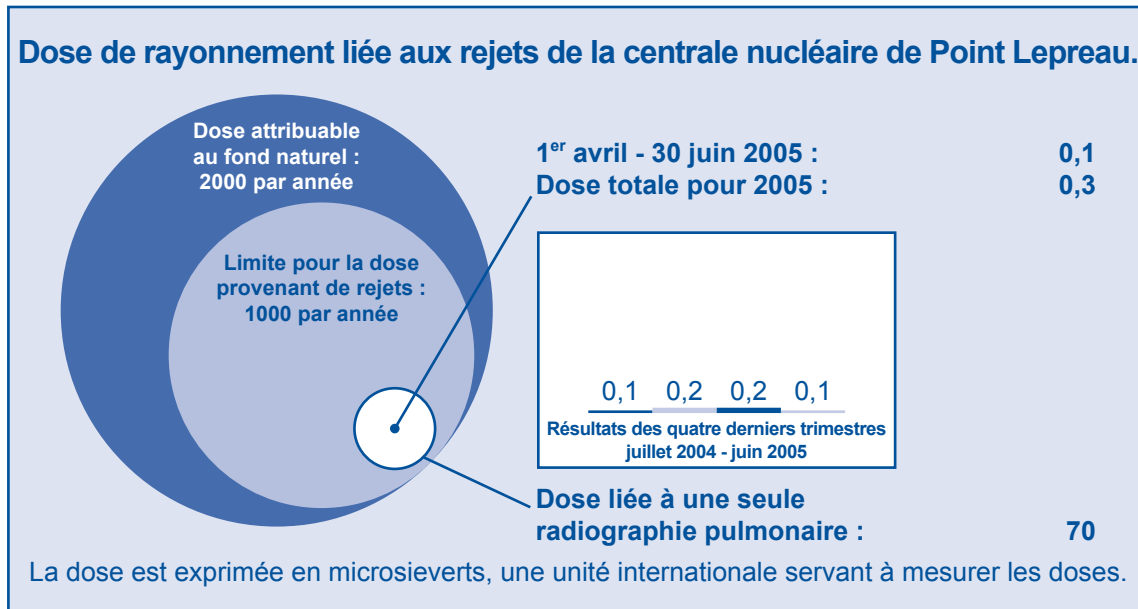 Dose de rayonnement liée aux rejets de la centrale nucléaire de Point Lepreau.
Dose attribuable
au fond naturel :
2000 par année
Limite pour la dose
provenant de rejets :
1000 par année
1er avril - 30 juin 2005 : 0,1
Dose totale pour 2005 : 0,3
0,1 0,2 0,2 0,1
Résultats des quatre derniers trimestres
juillet 2004 - juin 2005
Dose liée à une seule
radiographie pulmonaire : 70
La dose est exprimée en microsieverts, une unité internationale servant à mesurer les doses.